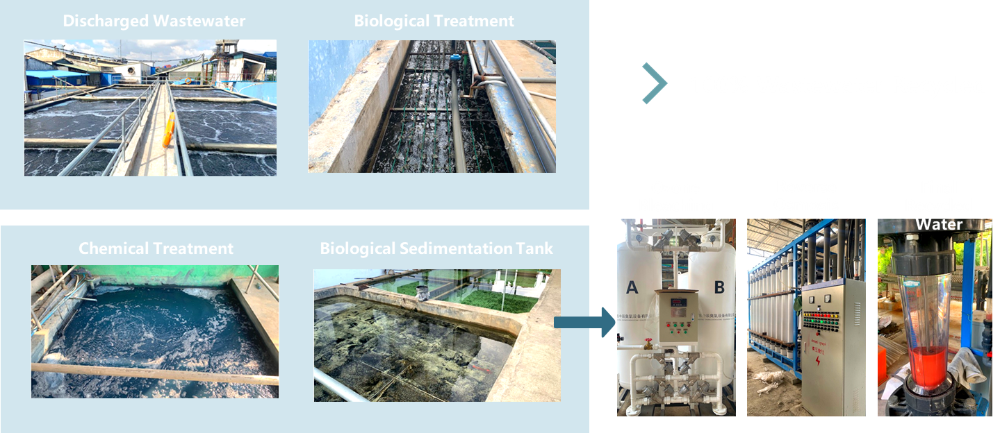 Discharged Wastewater
Biological Treatment
Chemical Treatment
Biological Sedimentation Tank
Water
A
B